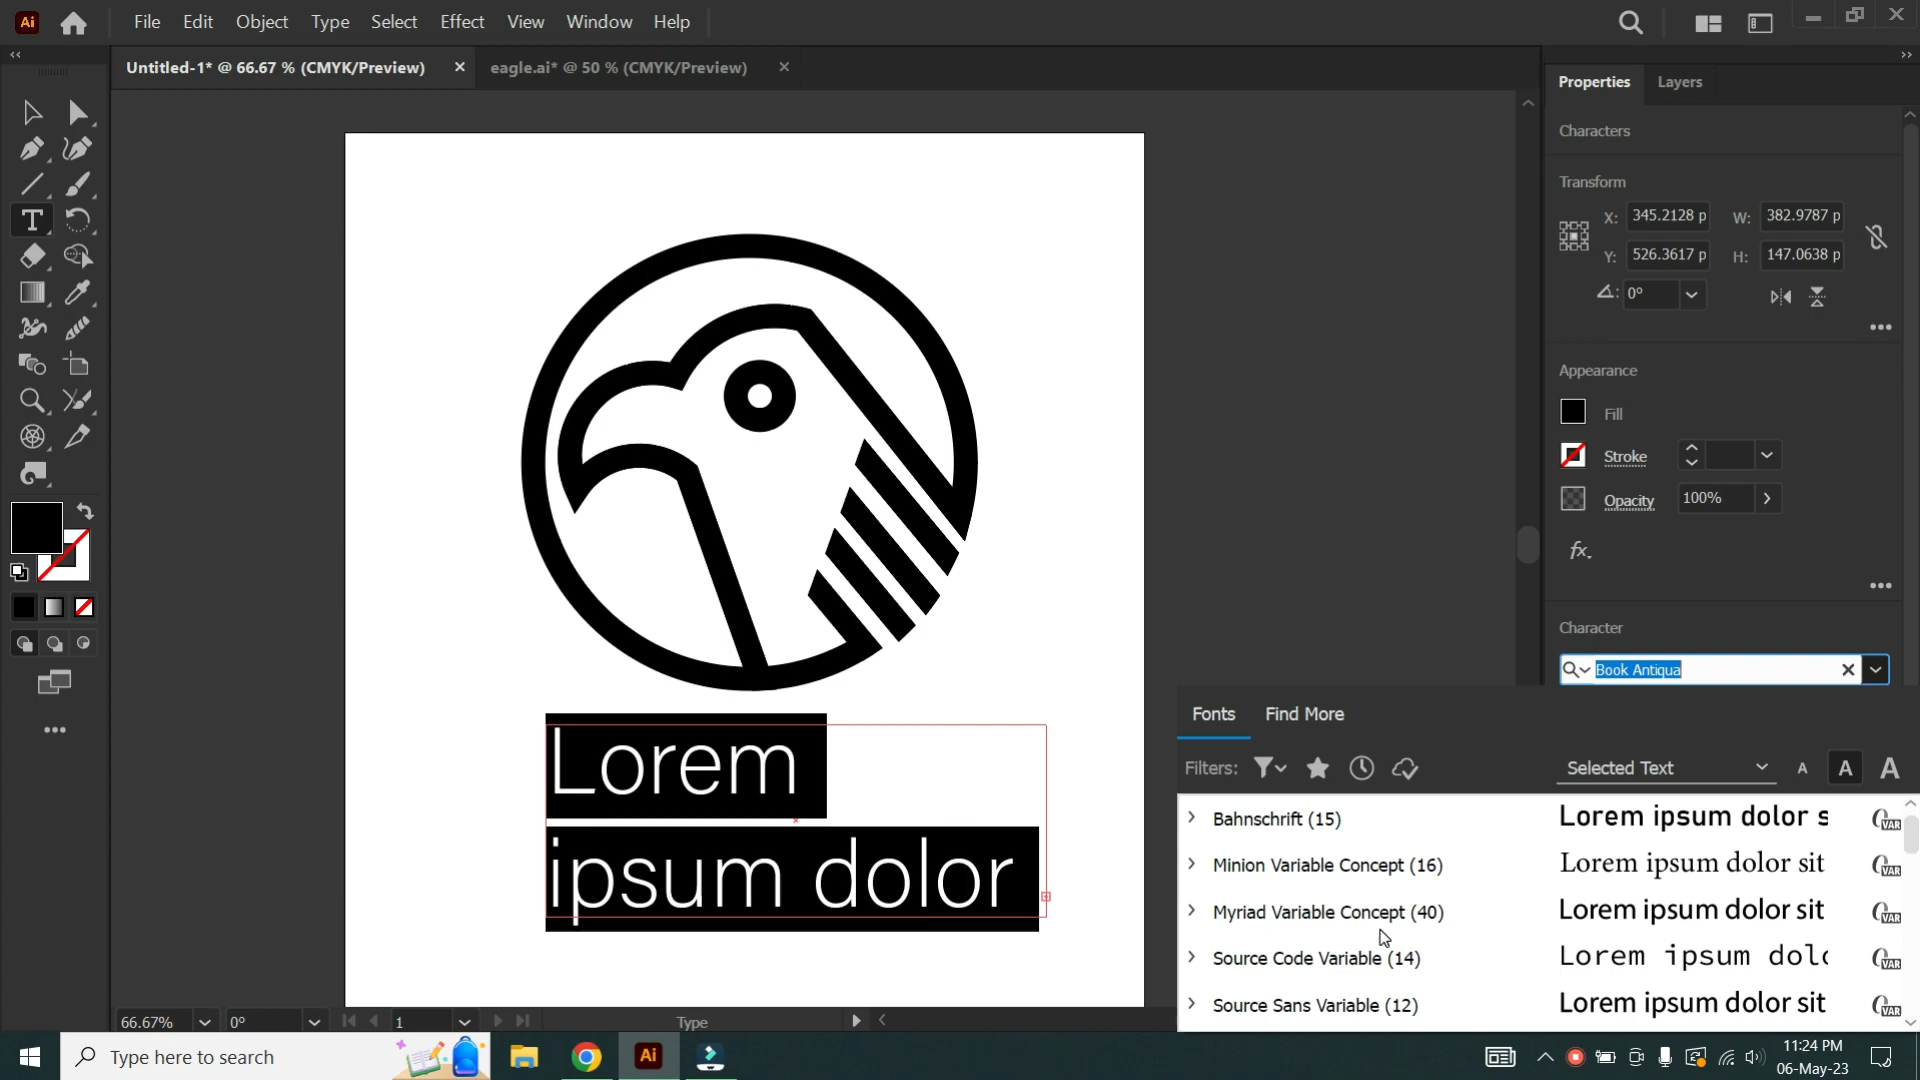 Ai
File Edit Object Type Select Effect View Window Help
Untitled-1* @ 66.67 % (CMYK/Preview)
eagle.ai* @ 50 % (CMYK/Preview)
Properties Layers
Characters
Transform
X: 345.2128 p W: 382.9787 p
Y: 526.3617 p H: 147.0638 p
0°
Appearance
Fill
Stroke
Opacity 100%
fx.
Character
Book Antiqua
Lorem
ipsum dolor
Fonts Find More
Filters: Selected Text A A A
Bahnschrift (15) Lorem ipsum dolor s
Minion Variable Concept (16) Lorem ipsum dolor sit
Myriad Variable Concept (40) Lorem ipsum dolor sit
Source Code Variable (14) Lorem ipsum dolc
Source Sans Variable (12) Lorem ipsum dolor sit
66.67% 0° 1 Type
Type here to search
Ai
11:24 PM
06-May-23